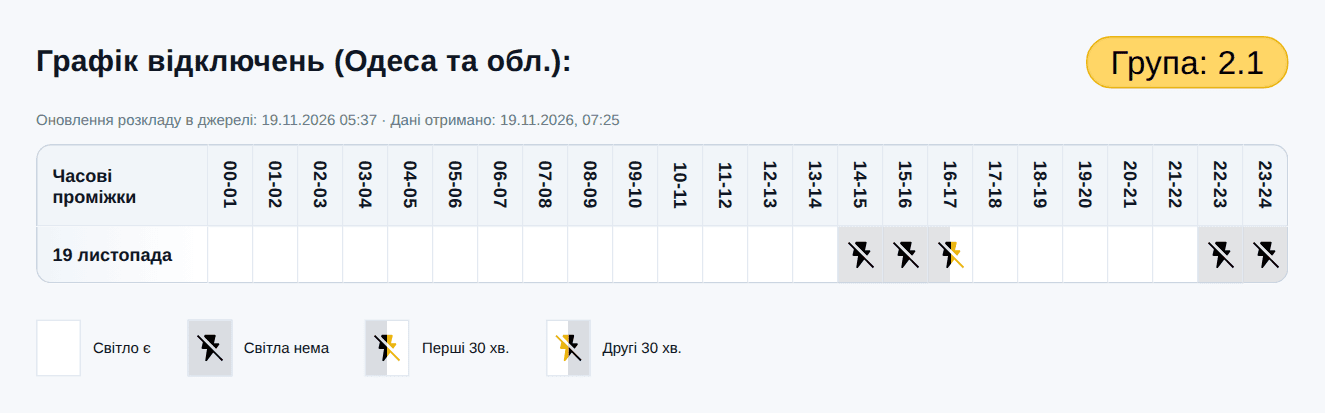 Графік відключень (Одеса та обл.):
Група: 2.1
Оновлення розкладу в джерелі: 19.11.2026 05:37 · Дані отримано: 19.11.2026, 07:25
Часові
проміжки
00-01
01-02
02-03
03-04
04-05
05-06
06-07
07-08
08-09
09-10
10-11
11-12
12-13
13-14
14-15
15-16
16-17
17-18
18-19
19-20
20-21
21-22
22-23
23-24
19 листопада
Світло є
Світла нема
Перші 30 хв.
Другі 30 хв.